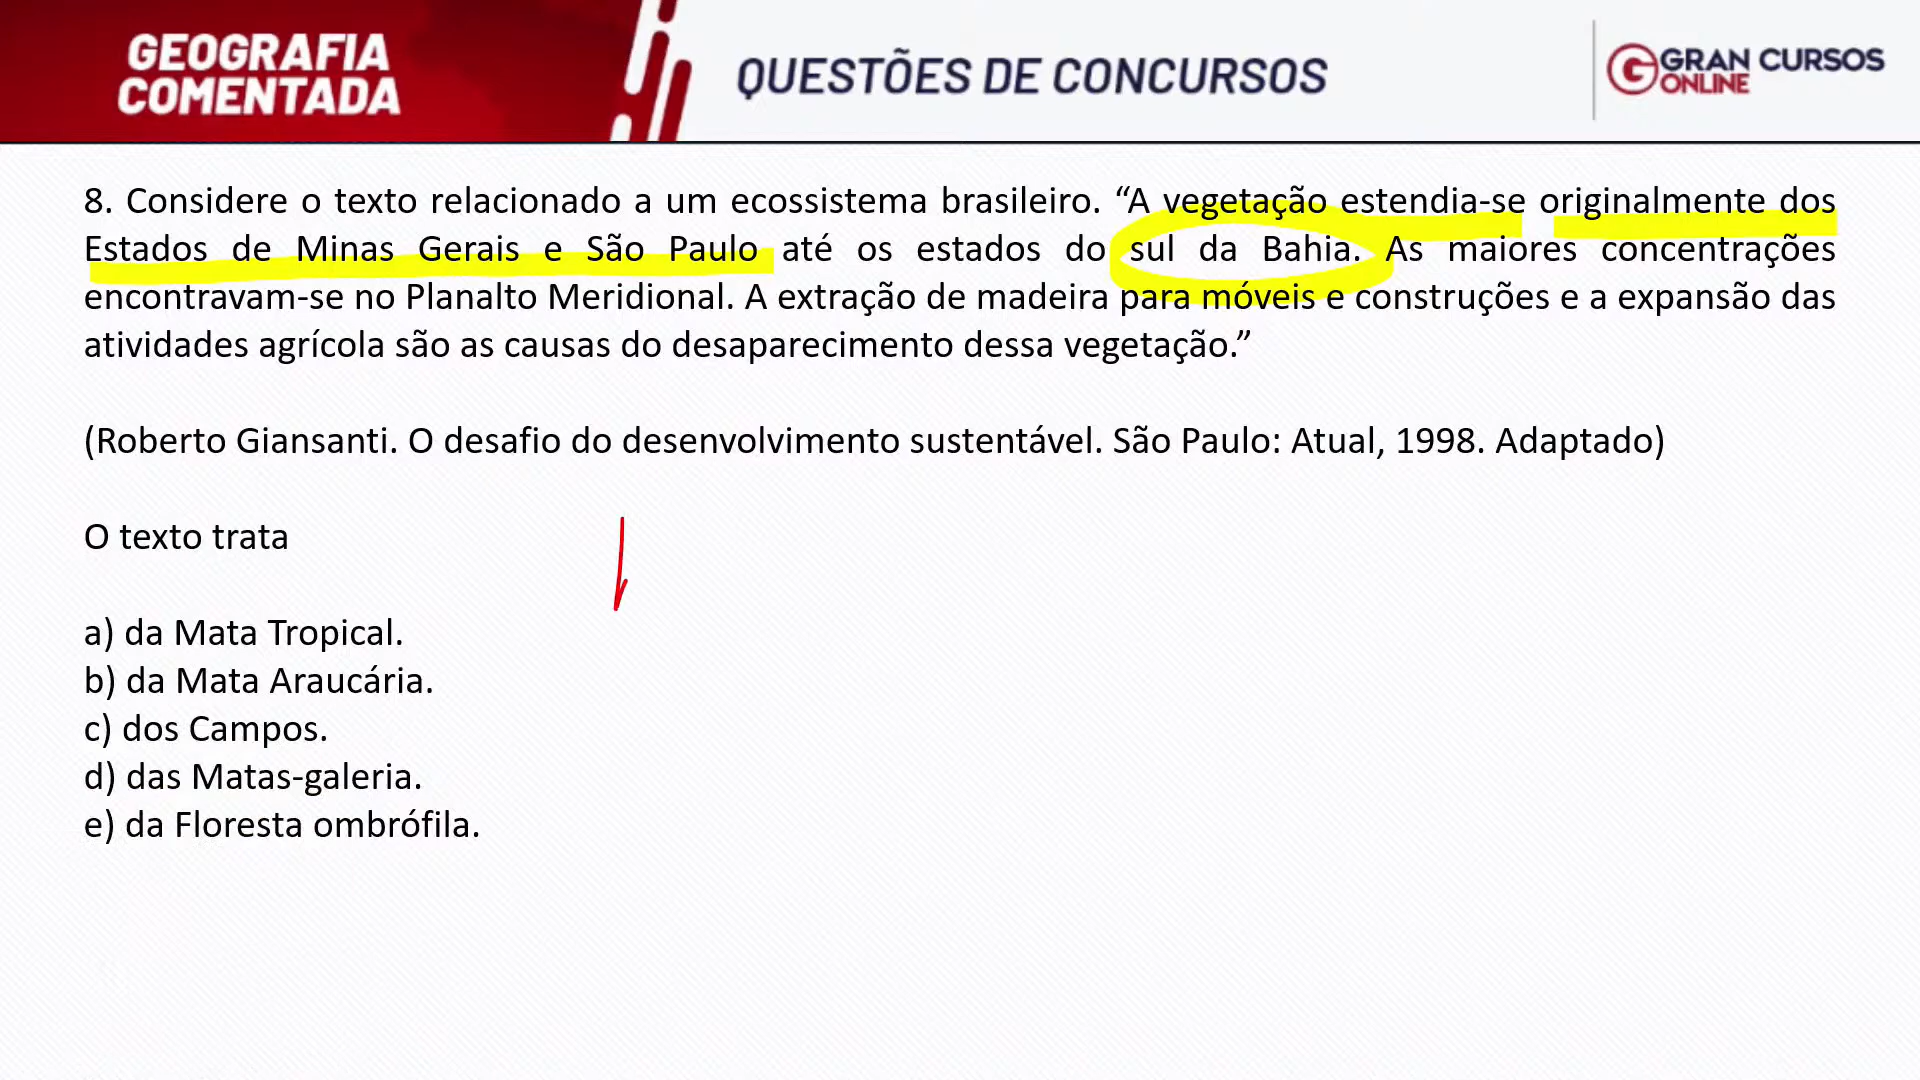 GEOGRAFIA
COMENTADA
QUESTÕES DE CONCURSOS
GRAN CURSOS
ONLINE
8. Considere o texto relacionado a um ecossistema brasileiro. “A vegetação estendia-se originalmente dos
Estados de Minas Gerais e São Paulo até os estados do sul da Bahia. As maiores concentrações
encontravam-se no Planalto Meridional. A extração de madeira para móveis e construções e a expansão das
atividades agrícola são as causas do desaparecimento dessa vegetação.”
(Roberto Giansanti. O desafio do desenvolvimento sustentável. São Paulo: Atual, 1998. Adaptado)
O texto trata
a) da Mata Tropical.
b) da Mata Araucária.
c) dos Campos.
d) das Matas-galeria.
e) da Floresta ombrófila.